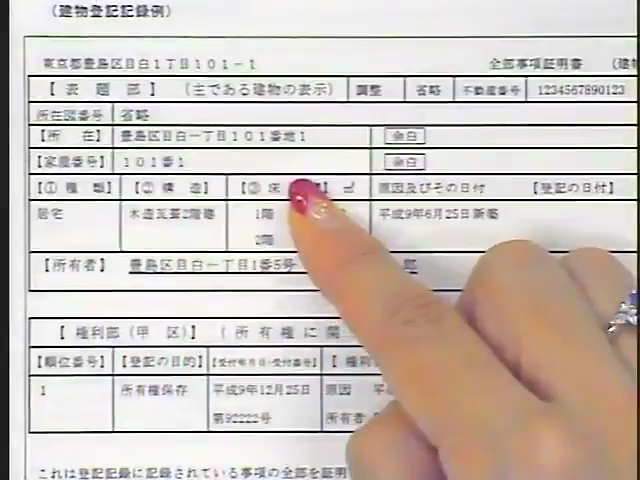 (建物登記記録例)
東京都豊島区目白1丁目101-1 全部事項証明書 (建物
【表題部】 (主である建物の表示) 調整 省略 不動産番号 1234567890123
所在図番号 省略
【所在】 豊島区目白一丁目101番地1 余白
【家屋番号】 101番1 余白
【① 種類】 【② 構造】 【③ 床 原因及びその日付 【登記の日付】
居宅 木造瓦葺2階建 1階 平成9年6月25日新築
2階
【所有者】 豊島区目白一丁目1番5号
【権利部(甲区)】 (所有権に関
【順位番号】 【登記の目的】 【受付年月日・受付番号】 【権利
1 所有権保存 平成9年12月25日 原因
第92222号 所有者
これは登記記録に記録されている事項の全部を証明